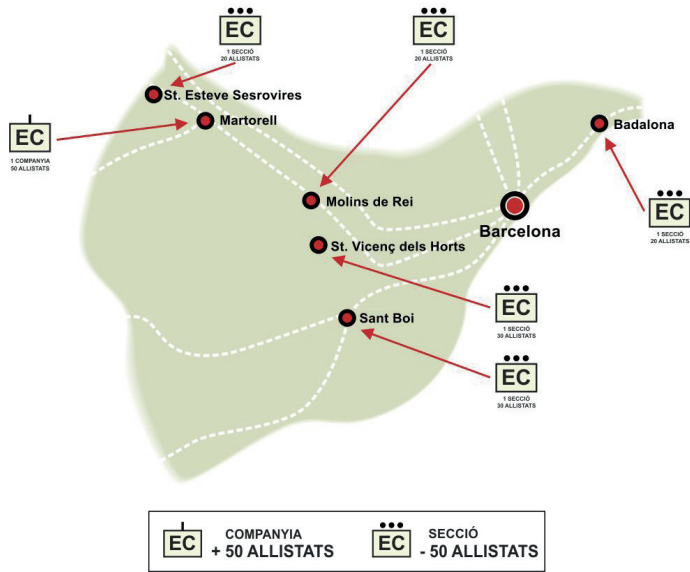 EC
1 SECCIÓ
20 ALLISTATS
EC
1 SECCIÓ
20 ALLISTATS
St. Esteve Sesrovires
Martorell
EC
1 COMPANYIA
50 ALLISTATS
Badalona
Molins de Rei
EC
1 SECCIÓ
20 ALLISTATS
Barcelona
St. Vicenç dels Horts
EC
1 SECCIÓ
30 ALLISTATS
Sant Boi
EC
1 SECCIÓ
30 ALLISTATS
EC
COMPANYIA
+ 50 ALLISTATS
EC
SECCIÓ
- 50 ALLISTATS